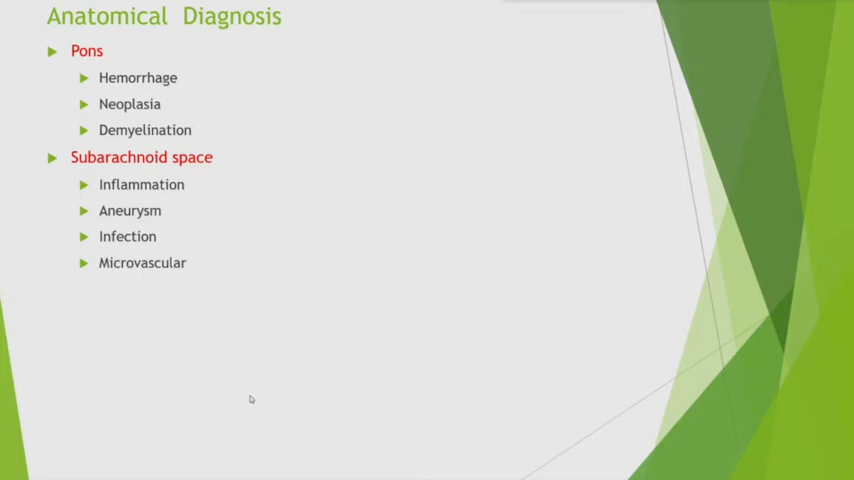 Anatomical Diagnosis
Pons
Hemorrhage
Neoplasia
Demyelination
Subarachnoid space
Inflammation
Aneurysm
Infection
Microvascular